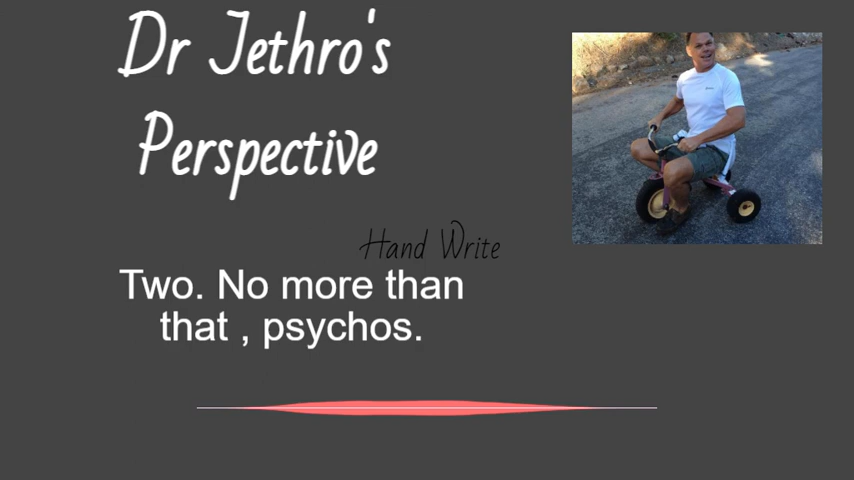 Dr Jethro's
Perspective
Hand Write
Two. No more than
that , psychos.